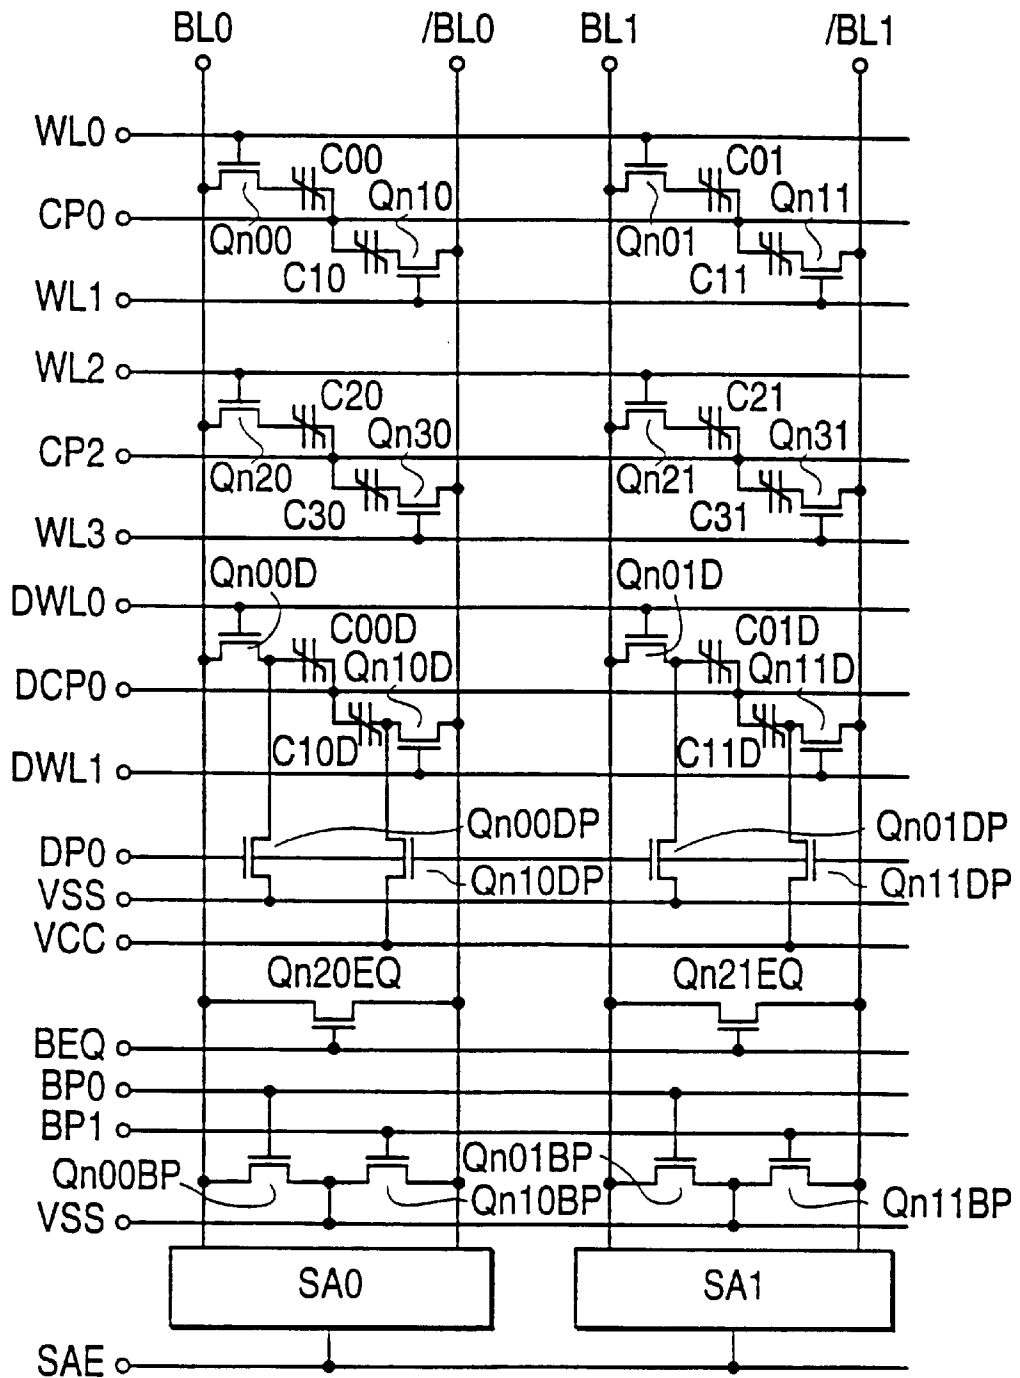 BL0 /BL0 BL1 /BL1
WL0
C00 C01
Qn10 Qn11
CP0
Qn00 Qn01
C10 C11
WL1
WL2
C20 C21
Qn30 Qn31
CP2
Qn20 Qn21
C30 C31
WL3
Qn00D Qn01D
DWL0
C00D C01D
Qn10D Qn11D
DCP0
C10D C11D
DWL1
Qn00DP Qn01DP
DP0
Qn10DP Qn11DP
VSS
VCC
Qn20EQ Qn21EQ
BEQ
BP0
BP1
Qn00BP Qn01BP
Qn10BP Qn11BP
VSS
SA0 SA1
SAE